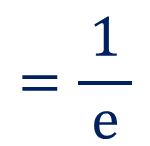 = 1/e